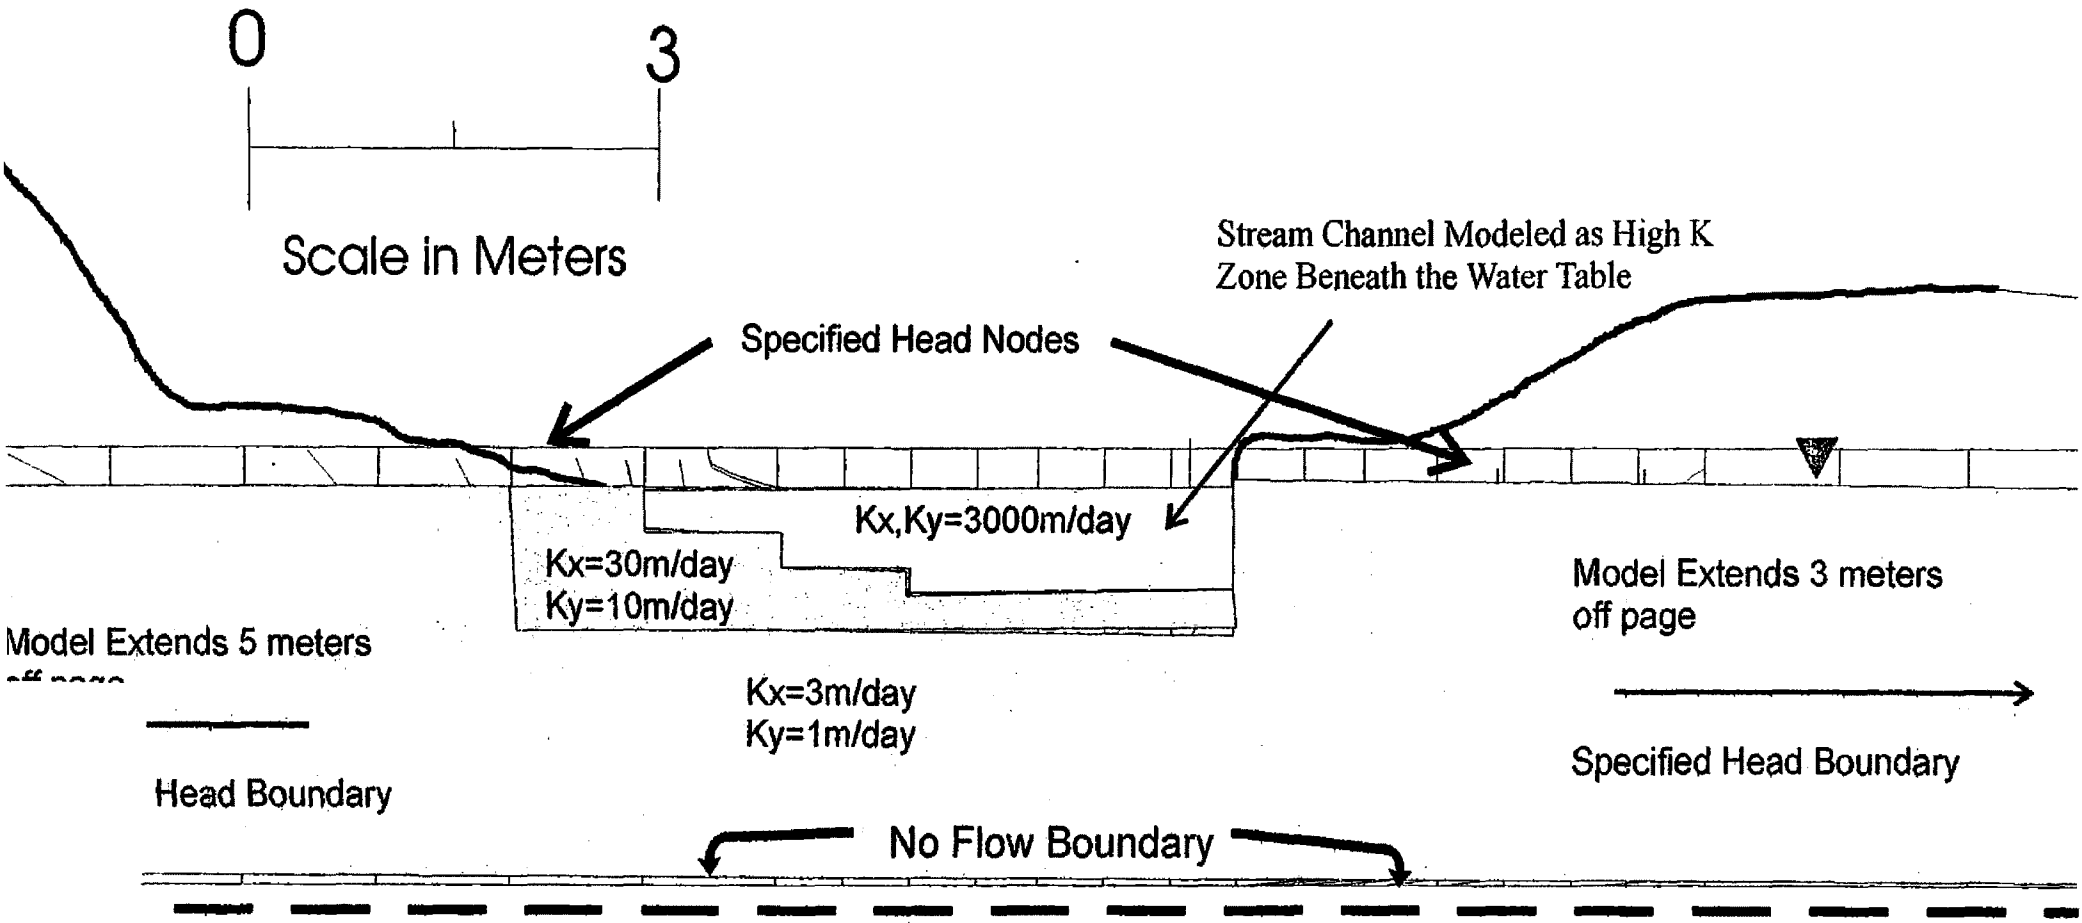 0 3
Scale in Meters
Stream Channel Modeled as High K
Zone Beneath the Water Table
Specified Head Nodes
Kx,Ky=3000m/day
Kx=30m/day
Ky=10m/day
Model Extends 3 meters
off page
Model Extends 5 meters
off page
Kx=3m/day
Ky=1m/day
Specified Head Boundary
Head Boundary
No Flow Boundary